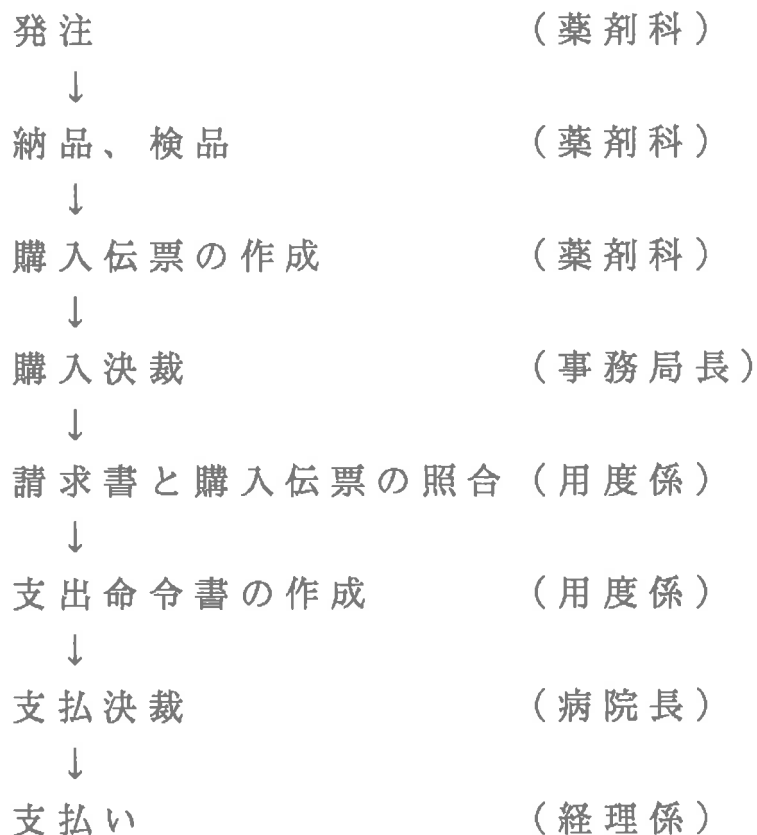 発注 （薬剤科）
↓
納品、検品 （薬剤科）
↓
購入伝票の作成 （薬剤科）
↓
購入決裁 （事務局長）
↓
請求書と購入伝票の照合 （用度係）
↓
支出命令書の作成 （用度係）
↓
支払決裁 （病院長）
↓
支払い （経理係）